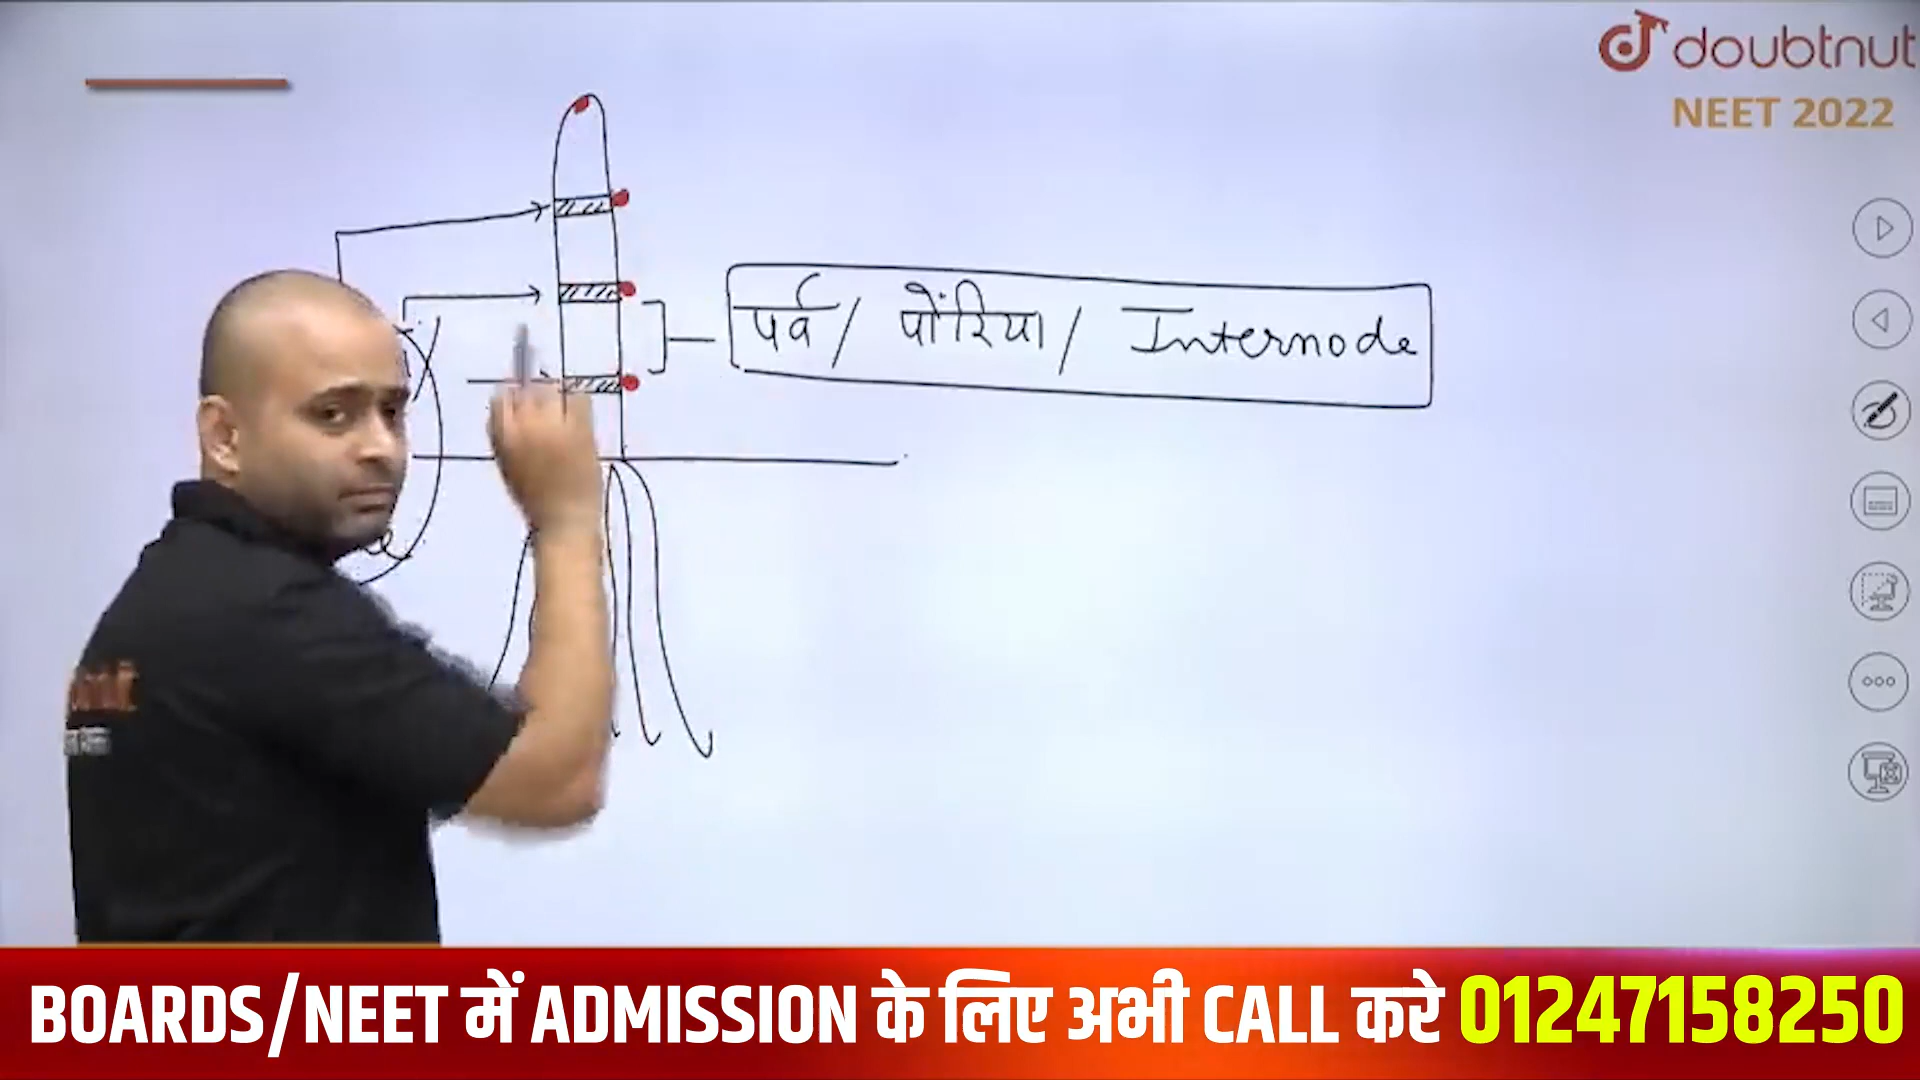 doubtnut
NEET 2022
पर्व / पोंरिया / Internode
BOARDS/NEET में ADMISSION के लिए अभी CALL करे 01247158250